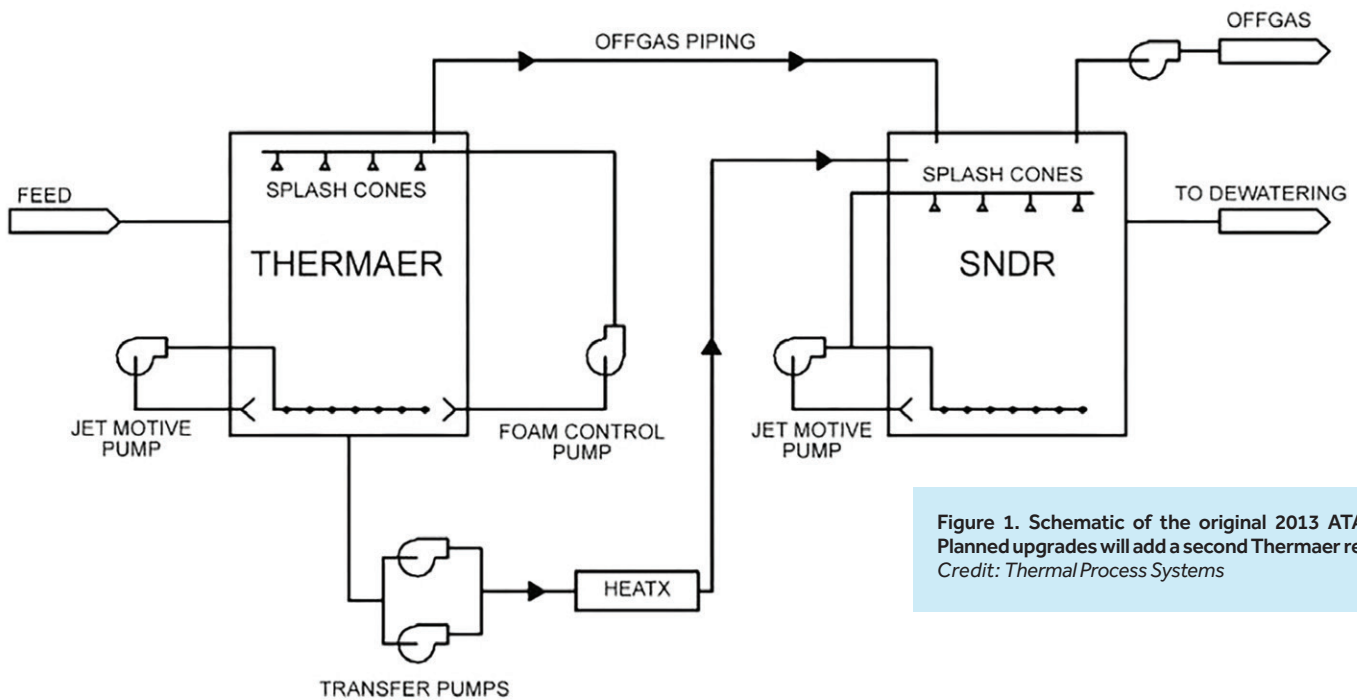 OFFGAS
OFFGAS PIPING
FEED
SPLASH CONES
SPLASH CONES
TO DEWATERING
THERMAER
SNDR
JET MOTIVE
PUMP
FOAM CONTROL
PUMP
JET MOTIVE
PUMP
HEATX
TRANSFER PUMPS
Figure 1. Schematic of the original 2013
Planned upgrades will add a second Thermaer
Credit: Thermal Process Systems